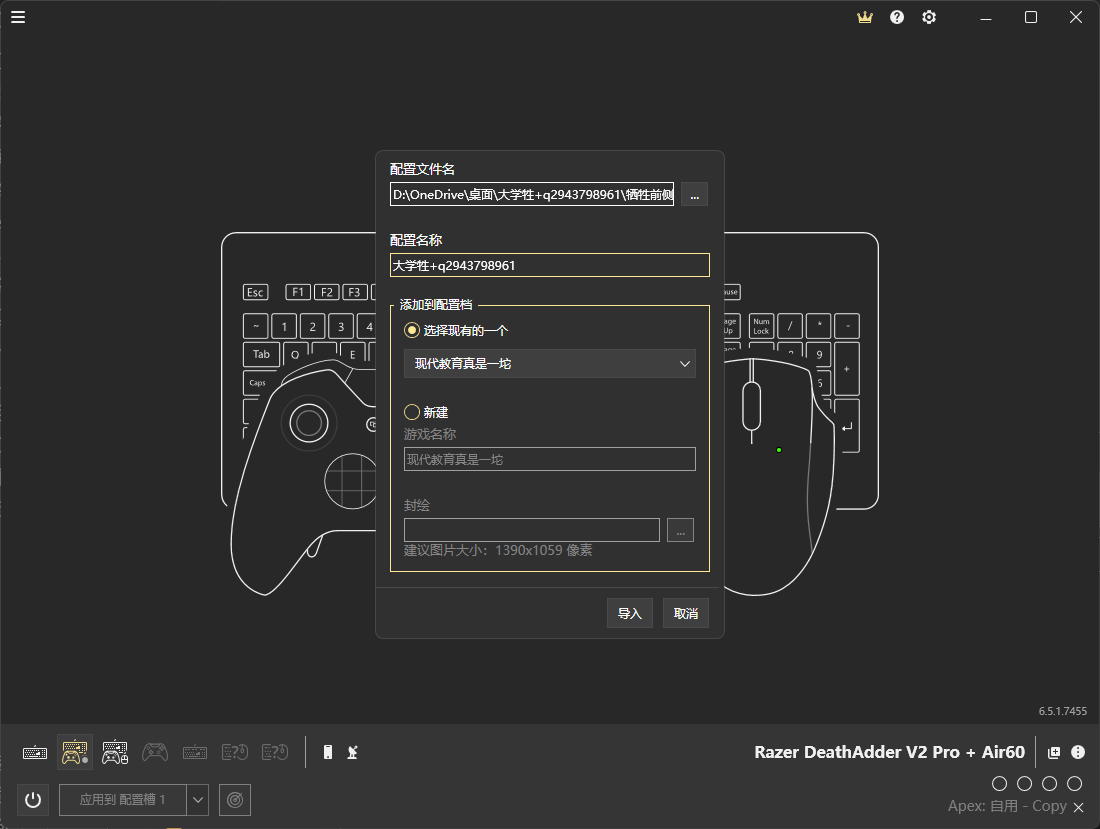 配置文件名
D:\OneDrive\桌面\大学牲+q2943798961\牺牲前侧
...
配置名称
大学牲+q2943798961
添加到配置档
选择现有的一个
现代教育真是一坨
新建
游戏名称
现代教育真是一坨
封绘
...
建议图片大小: 1390x1059 像素
导入 取消
Esc F1 F2 F3
~ 1 2 3 4
Tab Q E
Caps
Num Lock / * -
9 +
6.5.1.7455
Razer DeathAdder V2 Pro + Air60
应用到 配置槽 1
Apex: 自用 - Copy